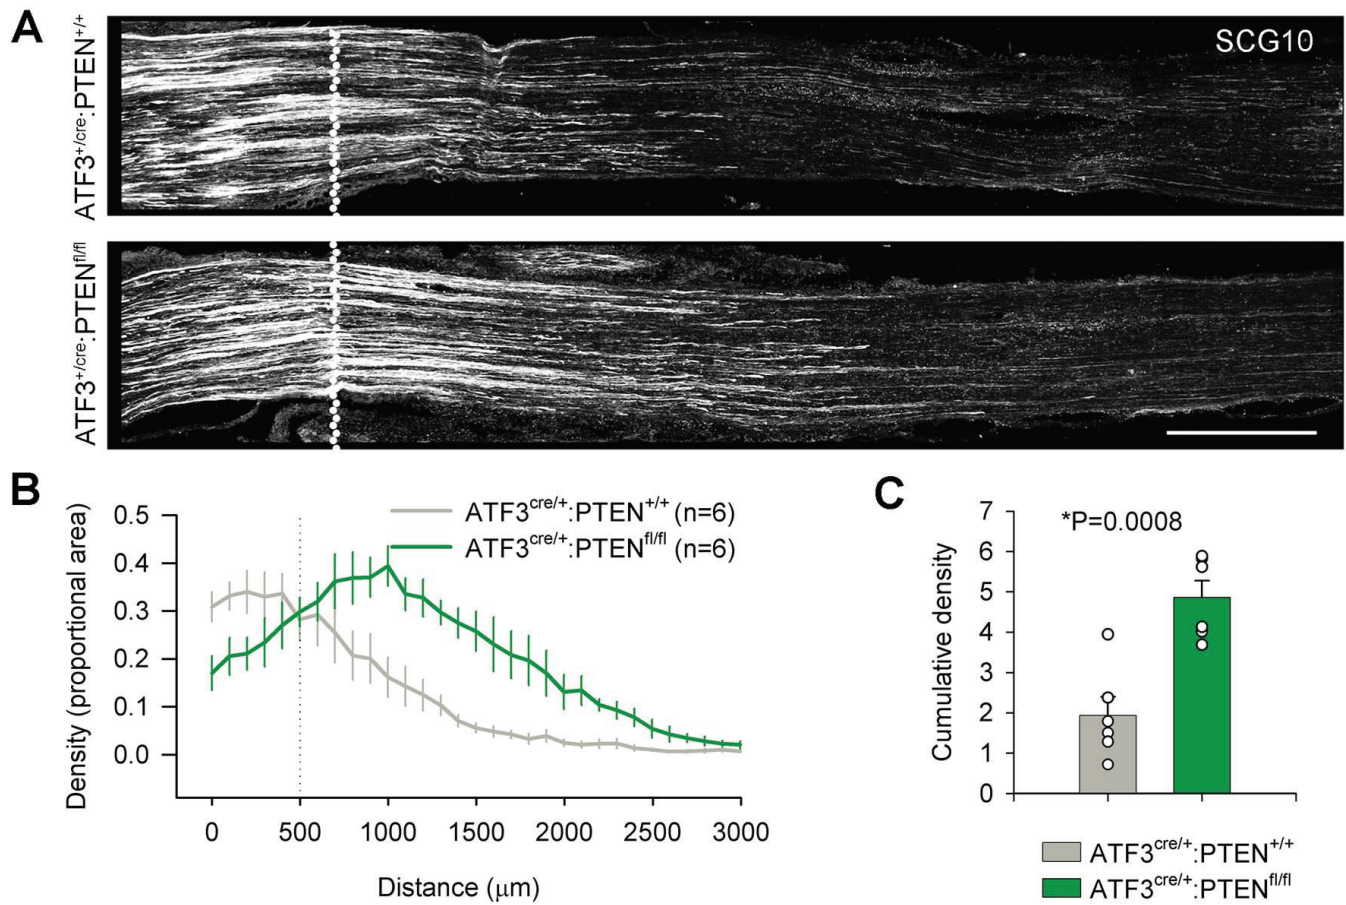 A
ATF3+/cre:PTEN+/+
SCG10
ATF3+/cre:PTENfl/fl
B
ATF3cre/+:PTEN+/+ (n=6)
ATF3cre/+:PTENfl/fl (n=6)
Density (proportional area)
0.5
0.4
0.3
0.2
0.1
0.0
0 500 1000 1500 2000 2500 3000
Distance (μm)
C
*P=0.0008
Cumulative density
7
6
5
4
3
2
1
0
ATF3cre/+:PTEN+/+
ATF3cre/+:PTENfl/fl